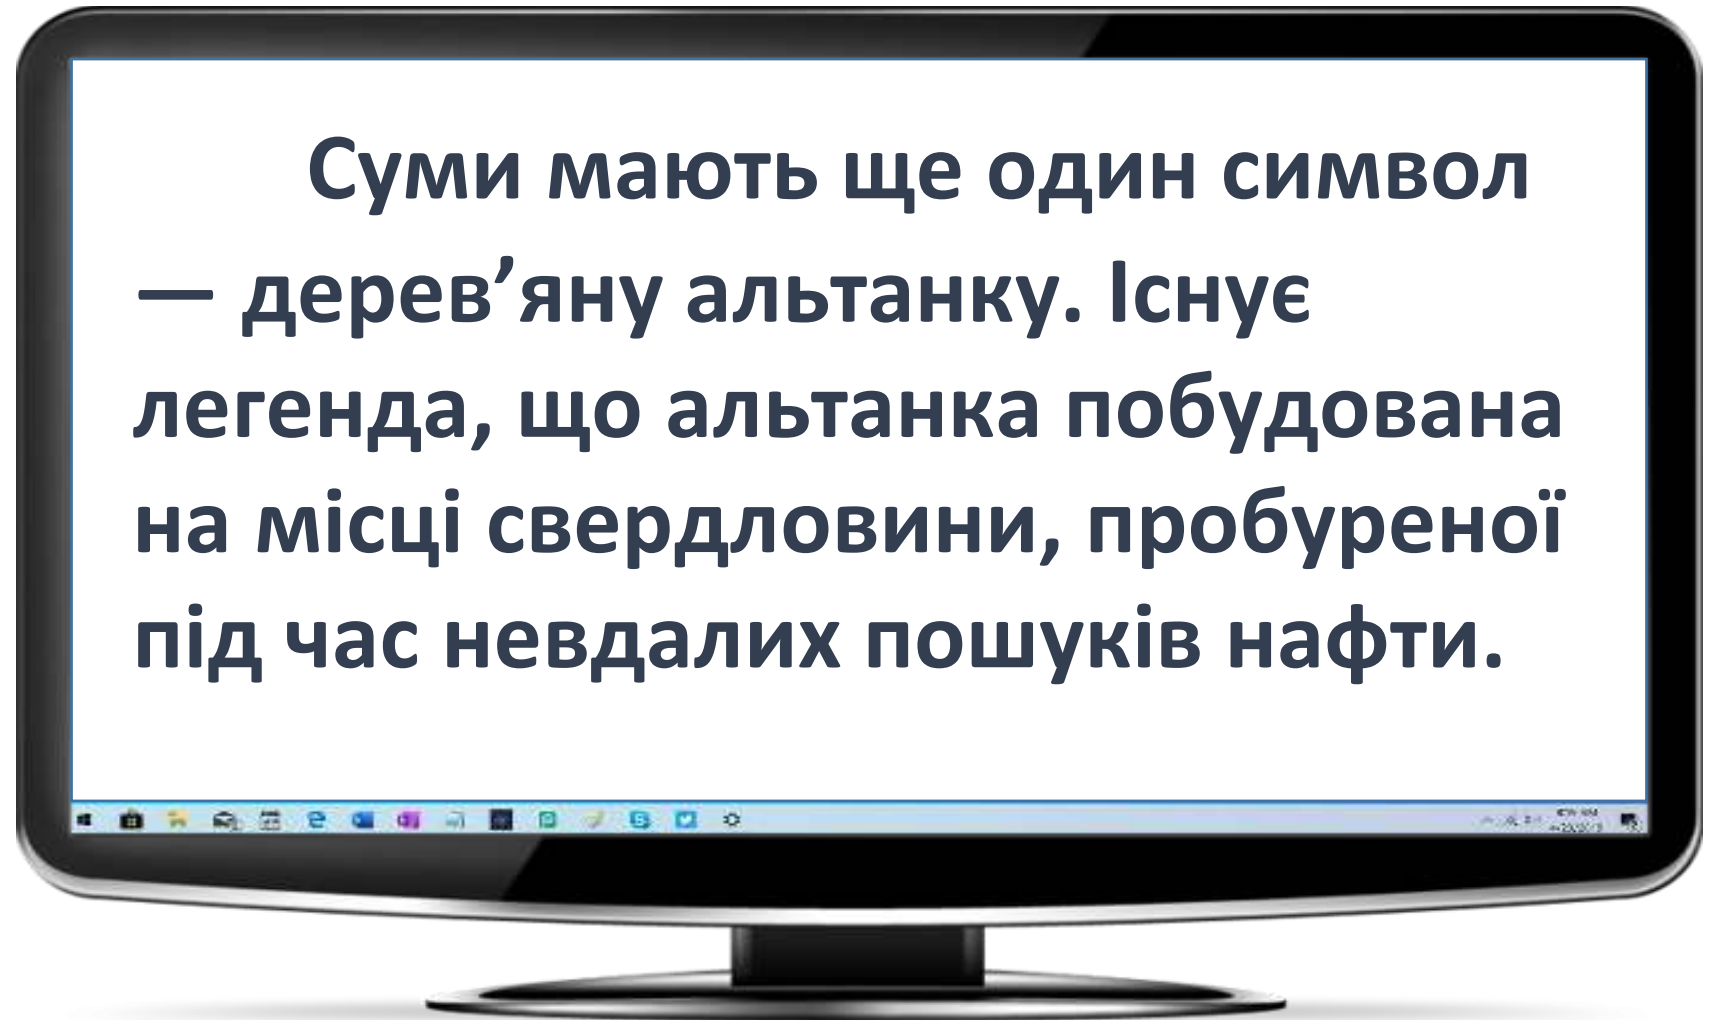 Суми мають ще один символ
— дерев’яну альтанку. Існує
легенда, що альтанка побудована
на місці свердловини, пробуреної
під час невдалих пошуків нафти.